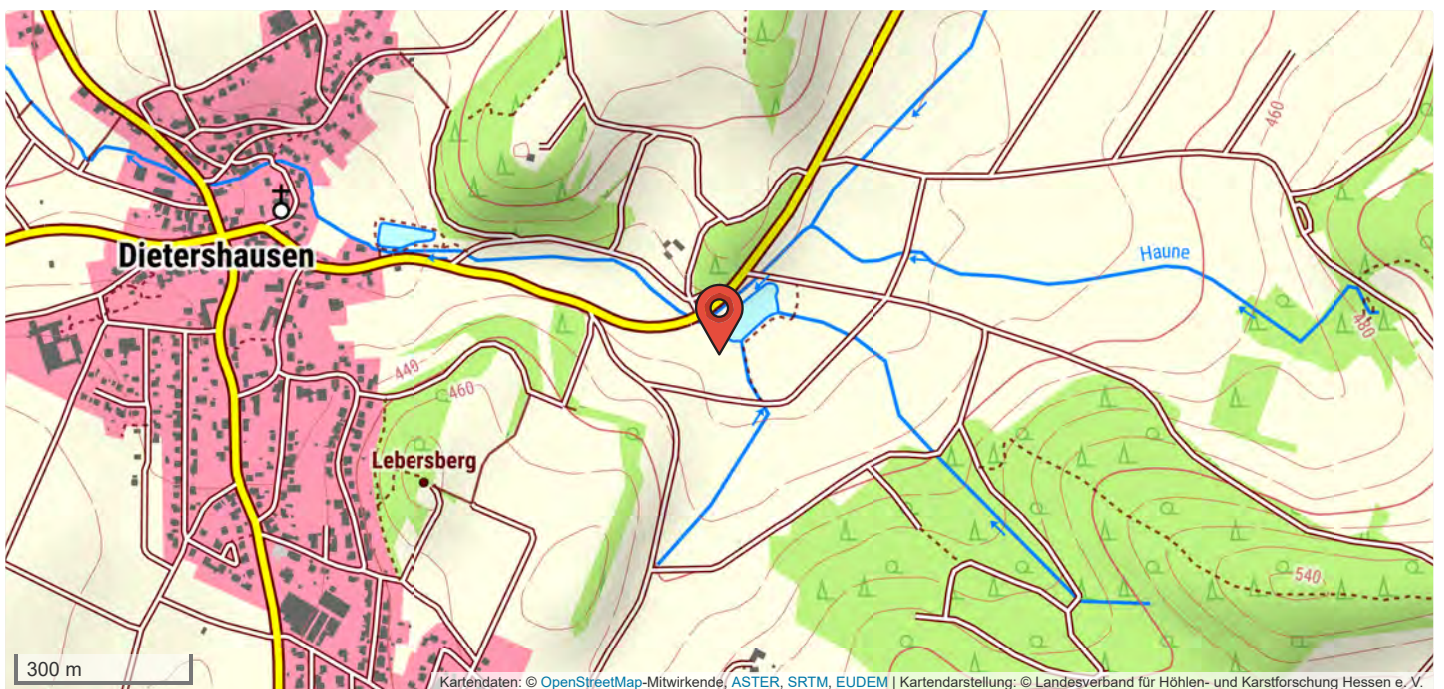 460
Haune
Dietershausen
480
440
460
Lebersberg
540
300 m
Kartendaten: © OpenStreetMap-Mitwirkende, ASTER, SRTM, EUDEM | Kartendarstellung: © Landesverband für Höhlen- und Karstforschung Hessen e. V.